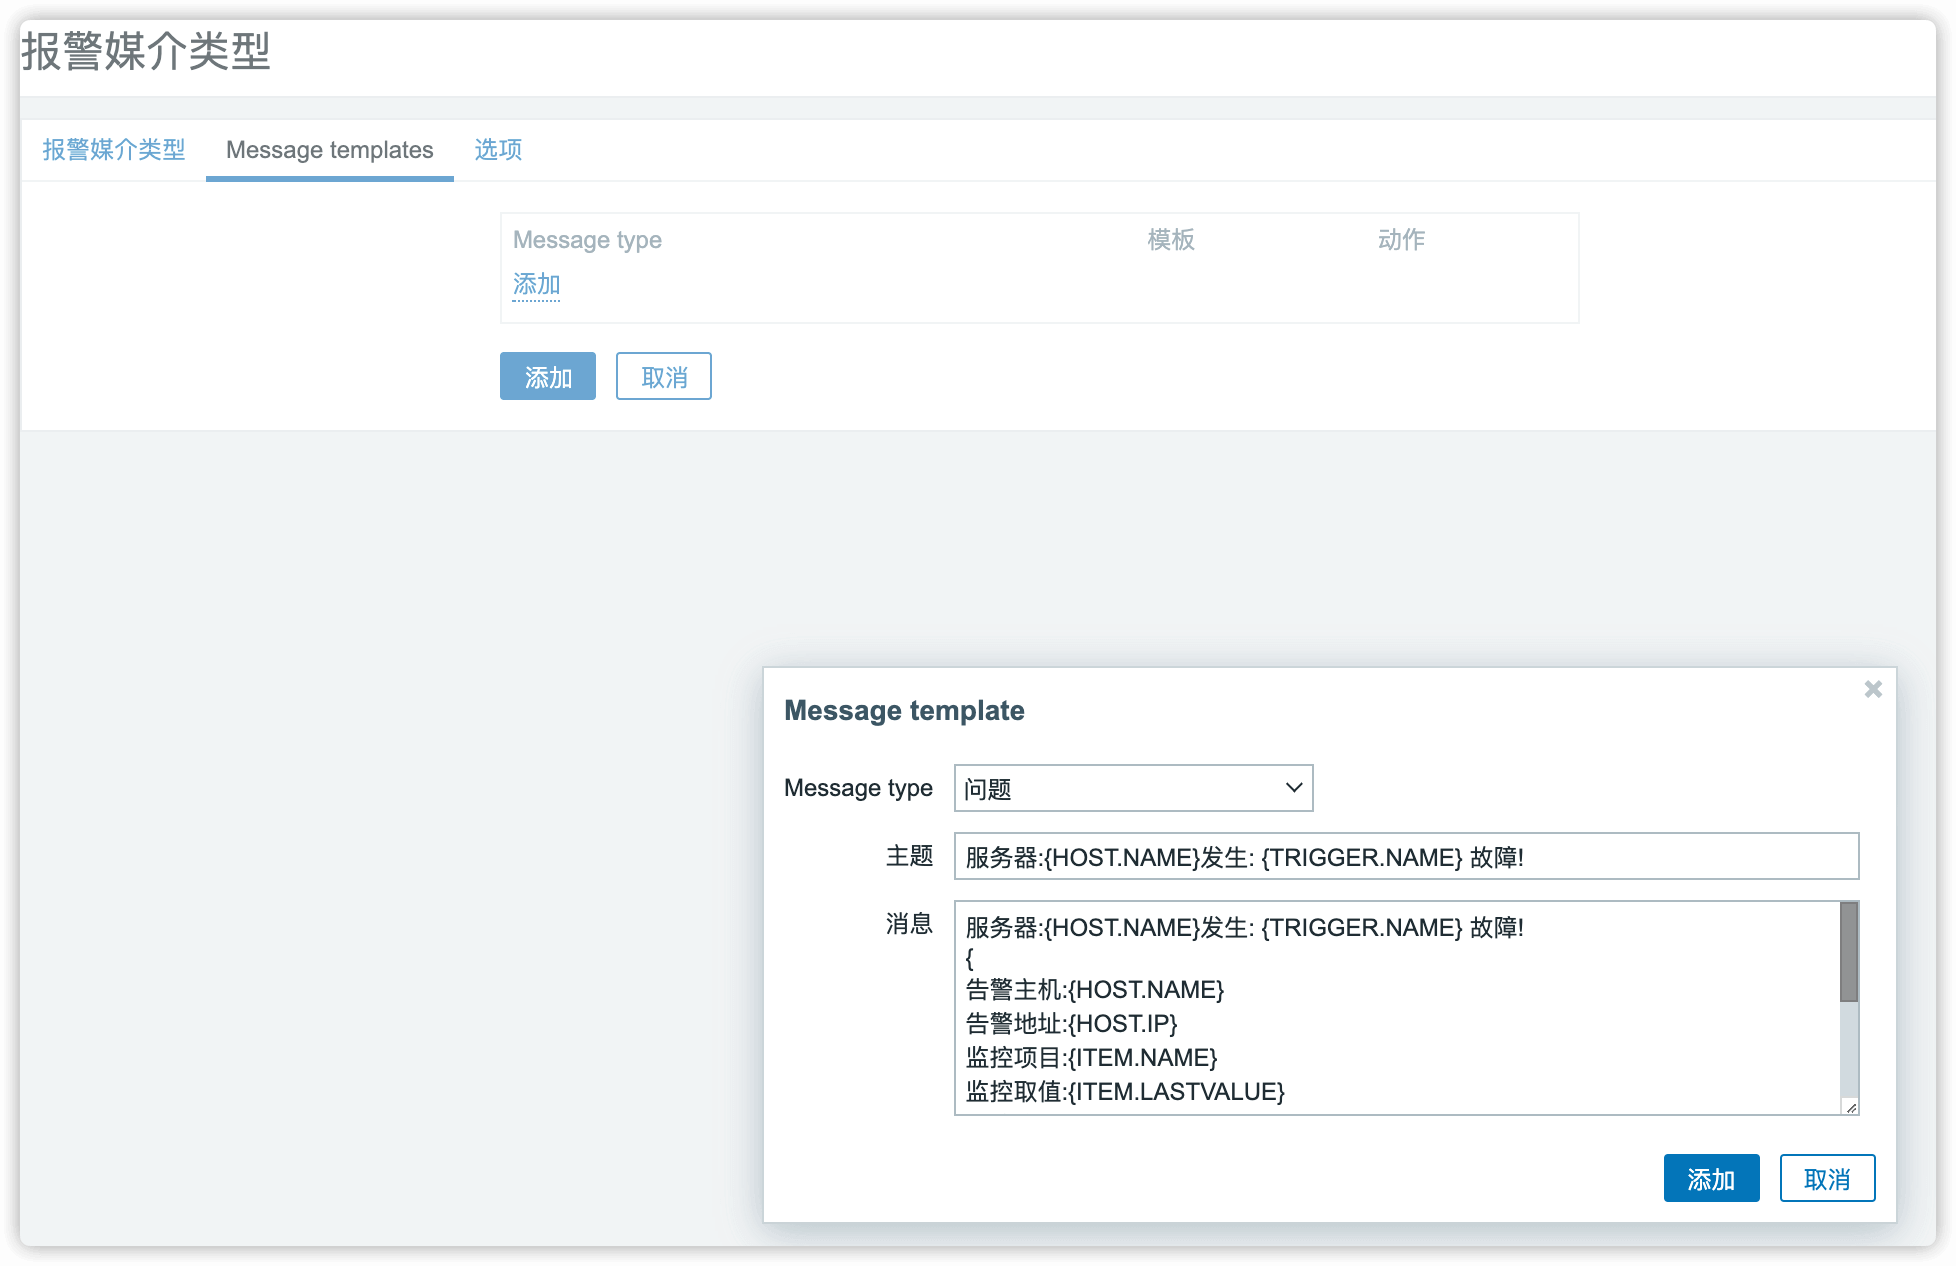 报警媒介类型
报警媒介类型 Message templates 选项
Message type 模板 动作
添加
添加 取消
Message template
Message type 问题
主题 服务器:{HOST.NAME}发生: {TRIGGER.NAME} 故障!
消息 服务器:{HOST.NAME}发生: {TRIGGER.NAME} 故障!
{
告警主机:{HOST.NAME}
告警地址:{HOST.IP}
监控项目:{ITEM.NAME}
监控取值:{ITEM.LASTVALUE}
添加 取消